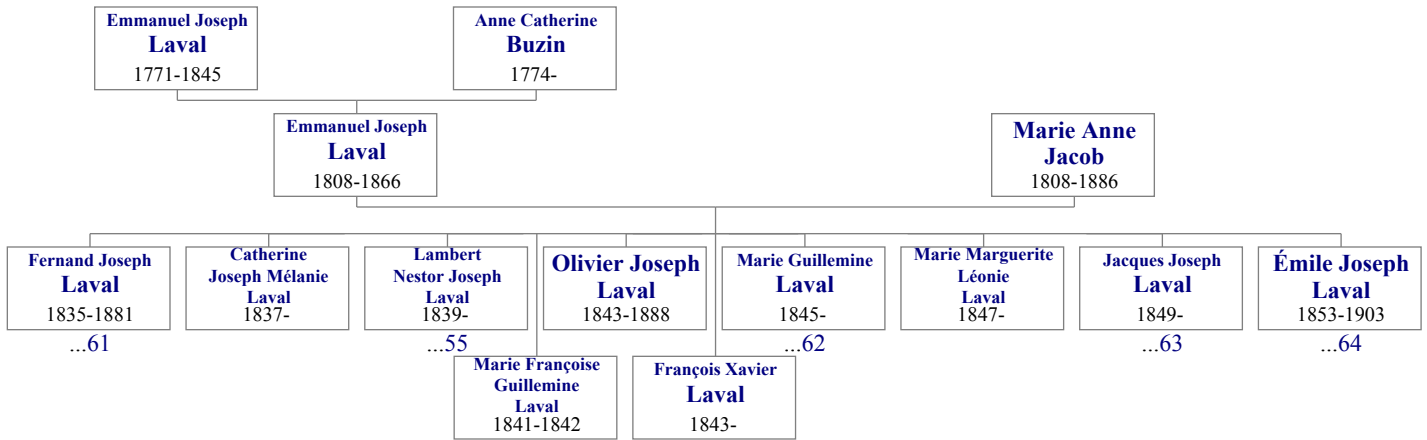 Emmanuel Joseph
Laval
1771-1845
Anne Catherine
Buzin
1774-
Emmanuel Joseph
Laval
1808-1866
Marie Anne
Jacob
1808-1886
Fernand Joseph
Laval
1835-1881
...61
Catherine
Joseph Mélanie
Laval
1837-
Lambert
Nestor Joseph
Laval
1839-
...55
Olivier Joseph
Laval
1843-1888
Marie Guillemine
Laval
1845-
...62
Marie Marguerite
Léonie
Laval
1847-
Jacques Joseph
Laval
1849-
...63
Émile Joseph
Laval
1853-1903
...64
Marie Françoise
Guillemine
Laval
1841-1842
François Xavier
Laval
1843-